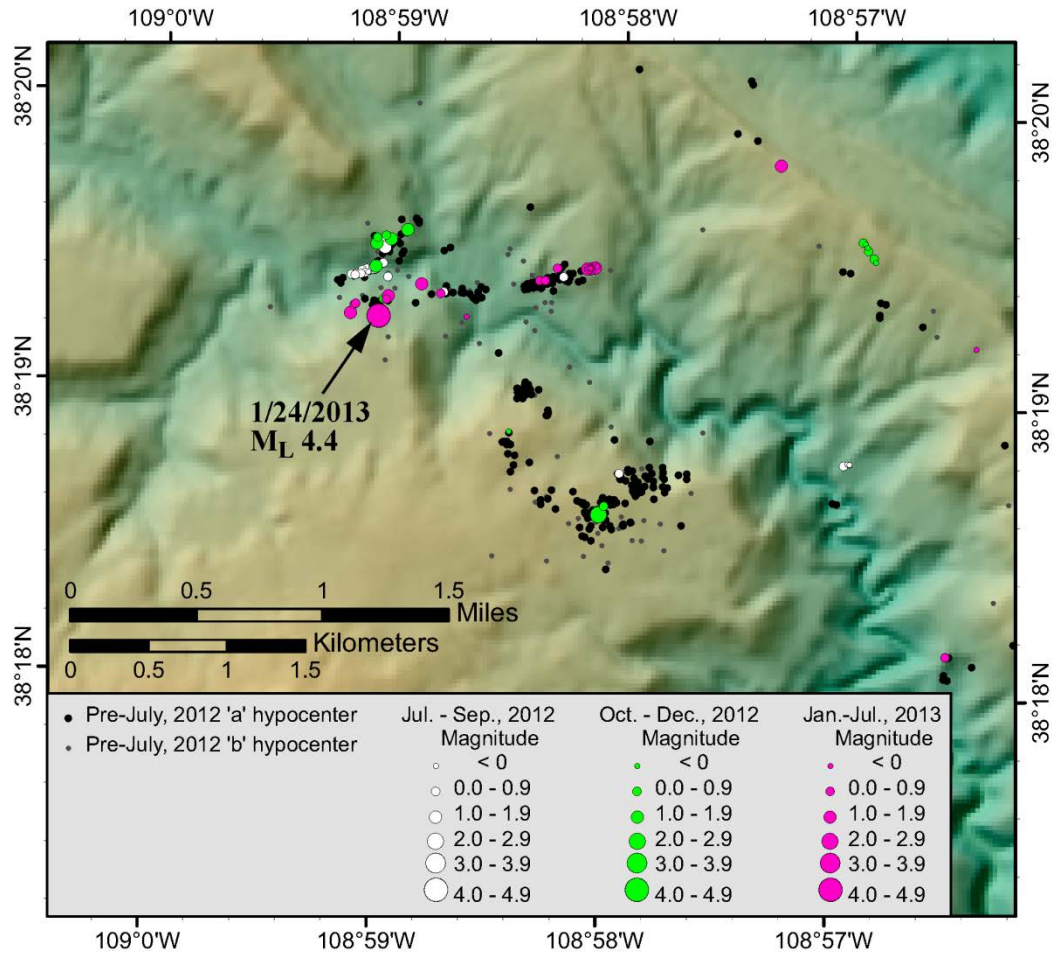 109°0'W 108°59'W 108°58'W 108°57'W
38°20'N
38°20'N
38°19'N
38°19'N
1/24/2013
M_L 4.4
0 0.5 1 1.5
Miles
Kilometers
0 0.5 1 1.5
38°18'N
38°18'N
Pre-July, 2012 'a' hypocenter
Pre-July, 2012 'b' hypocenter
Jul. - Sep., 2012
Magnitude
< 0
0.0 - 0.9
1.0 - 1.9
2.0 - 2.9
3.0 - 3.9
4.0 - 4.9
Oct. - Dec., 2012
Magnitude
< 0
0.0 - 0.9
1.0 - 1.9
2.0 - 2.9
3.0 - 3.9
4.0 - 4.9
Jan.-Jul., 2013
Magnitude
< 0
0.0 - 0.9
1.0 - 1.9
2.0 - 2.9
3.0 - 3.9
4.0 - 4.9
109°0'W 108°59'W 108°58'W 108°57'W